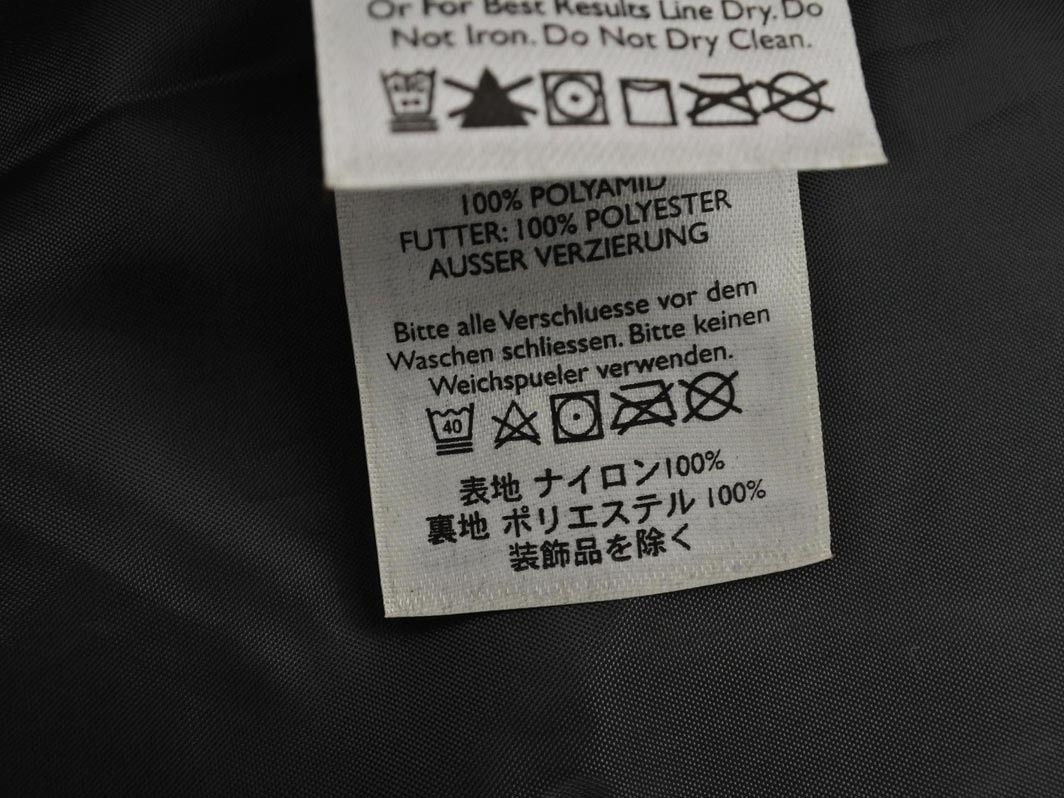 Or For Best Results Line Dry. Do
Not Iron. Do Not Dry Clean.
100% POLYAMID
FUTTER: 100% POLYESTER
AUSSER VERZIERUNG
Bitte alle Verschluesse vor dem
Waschen schliessen. Bitte keinen
Weichspueler verwenden.
40
表地 ナイロン100%
裏地 ポリエステル 100%
装飾品を除く